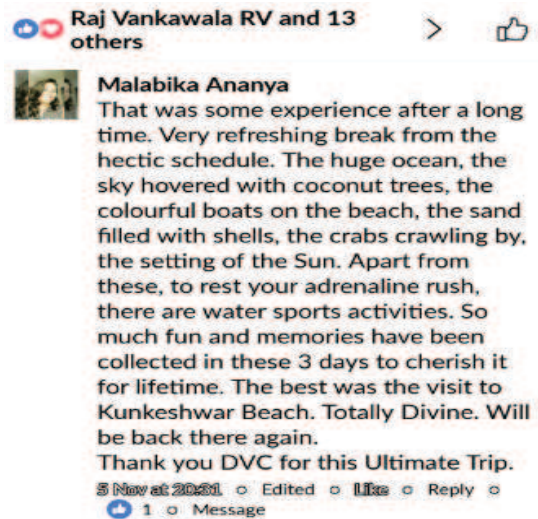 Raj Vankawala RV and 13
others
Malabika Ananya
That was some experience after a long
time. Very refreshing break from the
hectic schedule. The huge ocean, the
sky hovered with coconut trees, the
colourful boats on the beach, the sand
filled with shells, the crabs crawling by,
the setting of the Sun. Apart from
these, to rest your adrenaline rush,
there are water sports activities. So
much fun and memories have been
collected in these 3 days to cherish it
for lifetime. The best was the visit to
Kunkeshwar Beach. Totally Divine. Will
be back there again.
Thank you DVC for this Ultimate Trip.
5 Nov at 20:31 o Edited o Like o Reply o
1 o Message